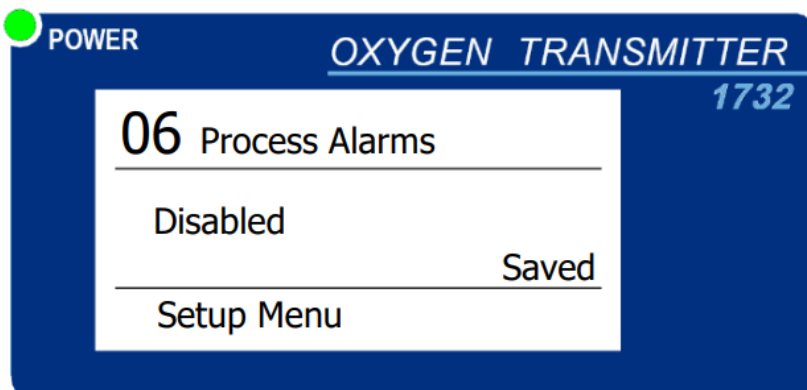 POWER
OXYGEN TRANSMITTER
1732
06 Process Alarms
Disabled
Saved
Setup Menu